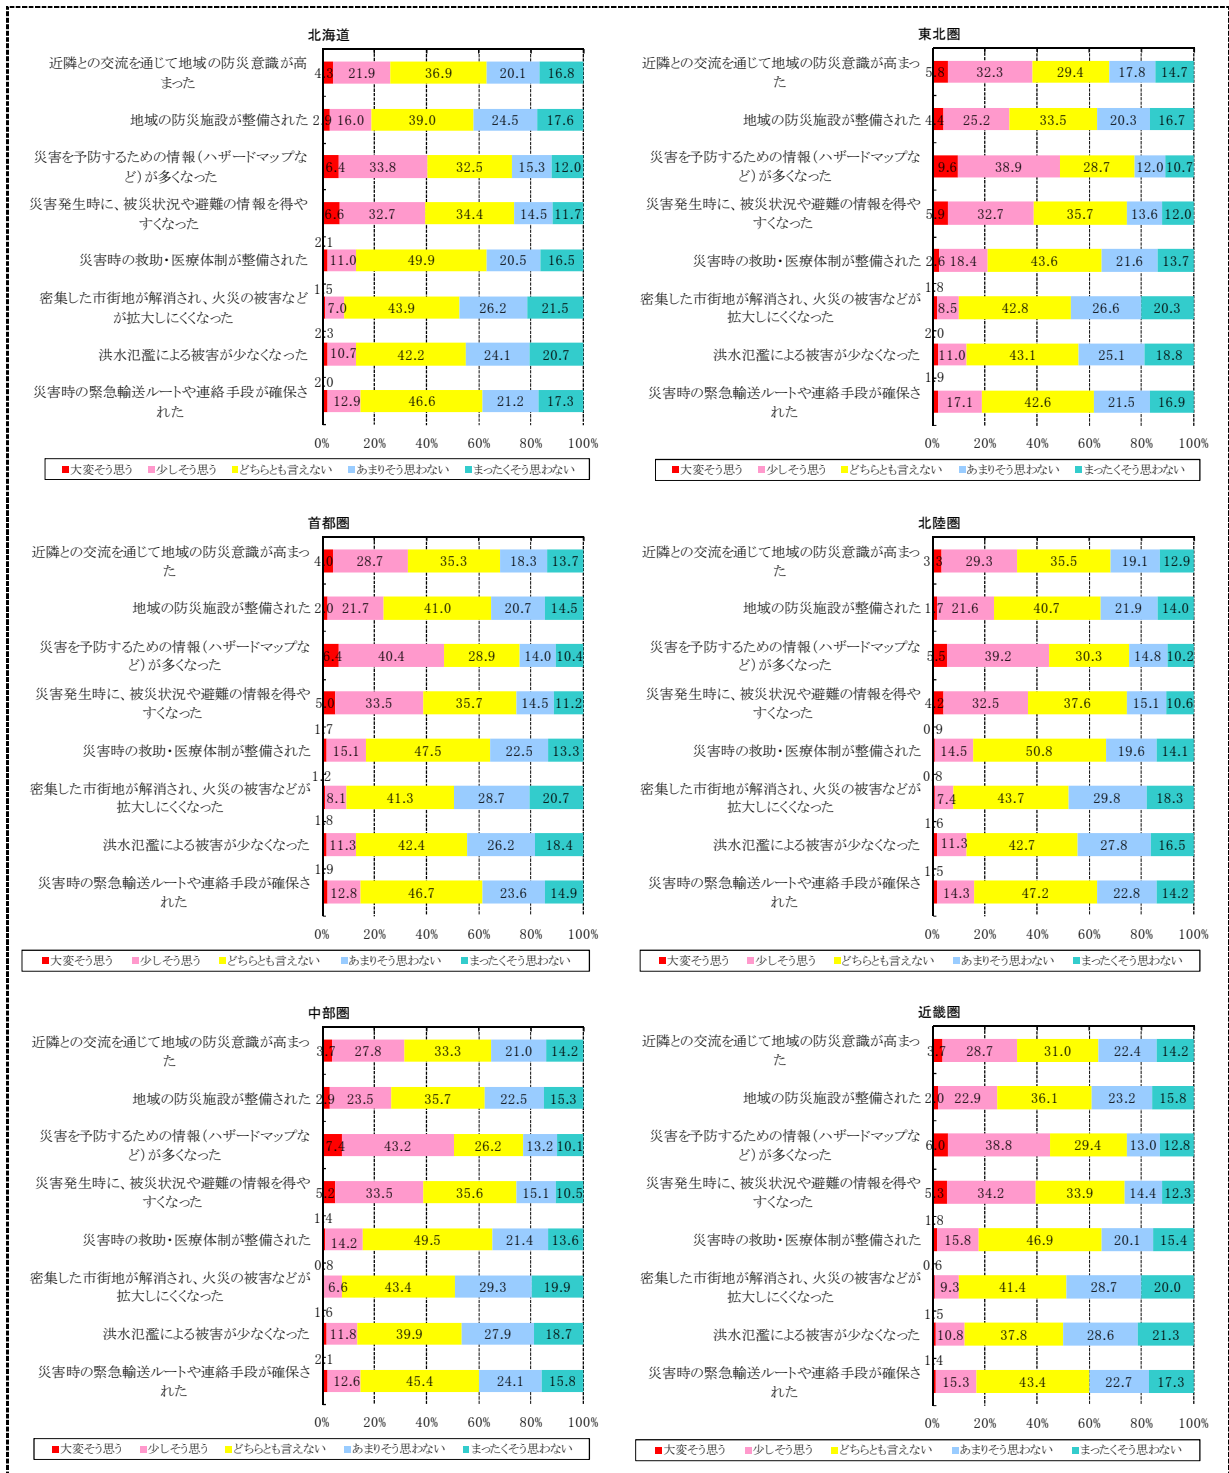 北海道
近隣との交流を通じて地域の防災意識が高
まった
4.3 21.9 36.9 20.1 16.8
地域の防災施設が整備された
2.9 16.0 39.0 24.5 17.6
災害を予防するための情報(ハザードマップな
ど)が多くなった
6.4 33.8 32.5 15.3 12.0
災害発生時に、被災状況や避難の情報を得や
すくなった
6.6 32.7 34.4 14.5 11.7
災害時の救助・医療体制が整備された
2.1 11.0 49.9 20.5 16.5
密集した市街地が解消され、火災の被害など
が拡大しにくくなった
1.5 7.0 43.9 26.2 21.5
洪水氾濫による被害が少なくなった
2.3 10.7 42.2 24.1 20.7
災害時の緊急輸送ルートや連絡手段が確保さ
れた
2.0 12.9 46.6 21.2 17.3
0% 20% 40% 60% 80% 100%
■大変そう思う ■少しそう思う ■どちらとも言えない ■あまりそう思わない ■まったくそう思わない
東北圏
近隣との交流を通じて地域の防災意識が高まっ
た
5.8 32.3 29.4 17.8 14.7
地域の防災施設が整備された
4.4 25.2 33.5 20.3 16.7
災害を予防するための情報(ハザードマップな
ど)が多くなった
9.6 38.9 28.7 12.0 10.7
災害発生時に、被災状況や避難の情報を得や
すくなった
5.9 32.7 35.7 13.6 12.0
災害時の救助・医療体制が整備された
2.6 18.4 43.6 21.6 13.7
密集した市街地が解消され、火災の被害などが
拡大しにくくなった
1.8 8.5 42.8 26.6 20.3
洪水氾濫による被害が少なくなった
2.0 11.0 43.1 25.1 18.8
災害時の緊急輸送ルートや連絡手段が確保さ
れた
1.9 17.1 42.6 21.5 16.9
0% 20% 40% 60% 80% 100%
■大変そう思う ■少しそう思う ■どちらとも言えない ■あまりそう思わない ■まったくそう思わない
首都圏
近隣との交流を通じて地域の防災意識が高まっ
た
4.0 28.7 35.3 18.3 13.7
地域の防災施設が整備された
2.0 21.7 41.0 20.7 14.5
災害を予防するための情報(ハザードマップな
ど)が多くなった
6.4 40.4 28.9 14.0 10.4
災害発生時に、被災状況や避難の情報を得や
すくなった
5.0 33.5 35.7 14.5 11.2
災害時の救助・医療体制が整備された
1.7 15.1 47.5 22.5 13.3
密集した市街地が解消され、火災の被害などが
拡大しにくくなった
1.2 8.1 41.3 28.7 20.7
洪水氾濫による被害が少なくなった
1.8 11.3 42.4 26.2 18.4
災害時の緊急輸送ルートや連絡手段が確保さ
れた
1.9 12.8 46.7 23.6 14.9
0% 20% 40% 60% 80% 100%
■大変そう思う ■少しそう思う ■どちらとも言えない ■あまりそう思わない ■まったくそう思わない
北陸圏
近隣との交流を通じて地域の防災意識が高まっ
た
3.3 29.3 35.5 19.1 12.9
地域の防災施設が整備された
1.7 21.6 40.7 21.9 14.0
災害を予防するための情報(ハザードマップな
ど)が多くなった
5.5 39.2 30.3 14.8 10.2
災害発生時に、被災状況や避難の情報を得や
すくなった
4.2 32.5 37.6 15.1 10.6
災害時の救助・医療体制が整備された
0.9 14.5 50.8 19.6 14.1
密集した市街地が解消され、火災の被害などが
拡大しにくくなった
0.8 7.4 43.7 29.8 18.3
洪水氾濫による被害が少なくなった
1.6 11.3 42.7 27.8 16.5
災害時の緊急輸送ルートや連絡手段が確保さ
れた
1.5 14.3 47.2 22.8 14.2
0% 20% 40% 60% 80% 100%
■大変そう思う ■少しそう思う ■どちらとも言えない ■あまりそう思わない ■まったくそう思わない
中部圏
近隣との交流を通じて地域の防災意識が高まっ
た
3.7 27.8 33.3 21.0 14.2
地域の防災施設が整備された
2.9 23.5 35.7 22.5 15.3
災害を予防するための情報(ハザードマップな
ど)が多くなった
7.4 43.2 26.2 13.2 10.1
災害発生時に、被災状況や避難の情報を得や
すくなった
5.2 33.5 35.6 15.1 10.5
災害時の救助・医療体制が整備された
1.4 14.2 49.5 21.4 13.6
密集した市街地が解消され、火災の被害などが
拡大しにくくなった
0.8 6.6 43.4 29.3 19.9
洪水氾濫による被害が少なくなった
1.6 11.8 39.9 27.9 18.7
災害時の緊急輸送ルートや連絡手段が確保さ
れた
2.1 12.6 45.4 24.1 15.8
0% 20% 40% 60% 80% 100%
■大変そう思う ■少しそう思う ■どちらとも言えない ■あまりそう思わない ■まったくそう思わない
近畿圏
近隣との交流を通じて地域の防災意識が高まっ
た
3.7 28.7 31.0 22.4 14.2
地域の防災施設が整備された
2.0 22.9 36.1 23.2 15.8
災害を予防するための情報(ハザードマップな
ど)が多くなった
6.0 38.8 29.4 13.0 12.8
災害発生時に、被災状況や避難の情報を得や
すくなった
5.3 34.2 33.9 14.4 12.3
災害時の救助・医療体制が整備された
1.8 15.8 46.9 20.1 15.4
密集した市街地が解消され、火災の被害などが
拡大しにくくなった
0.6 9.3 41.4 28.7 20.0
洪水氾濫による被害が少なくなった
1.5 10.8 37.8 28.6 21.3
災害時の緊急輸送ルートや連絡手段が確保さ
れた
1.4 15.3 43.4 22.7 17.3
0% 20% 40% 60% 80% 100%
■大変そう思う ■少しそう思う ■どちらとも言えない ■あまりそう思わない ■まったくそう思わない